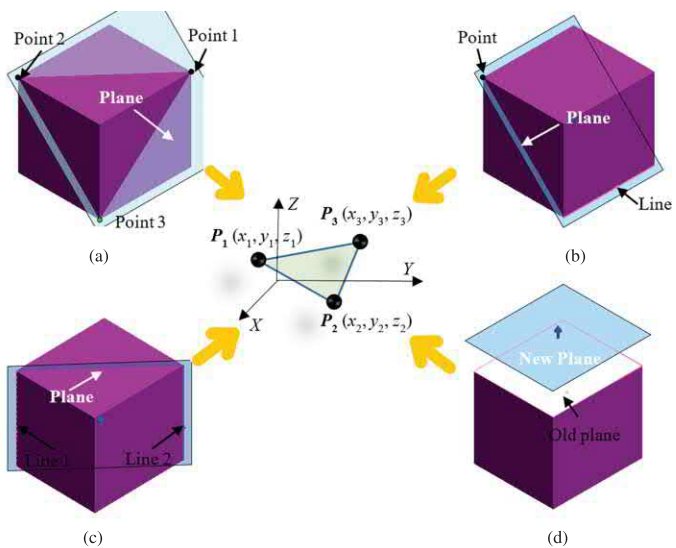 Point 2
Point 1
Plane
Point 3
(a)
Point
Plane
Line
(b)
Z
P3 (x3, y3, z3)
P1 (x1, y1, z1)
Y
X
P2 (x2, y2, z2)
Plane
Line 1
Line 2
(c)
New Plane
Old plane
(d)